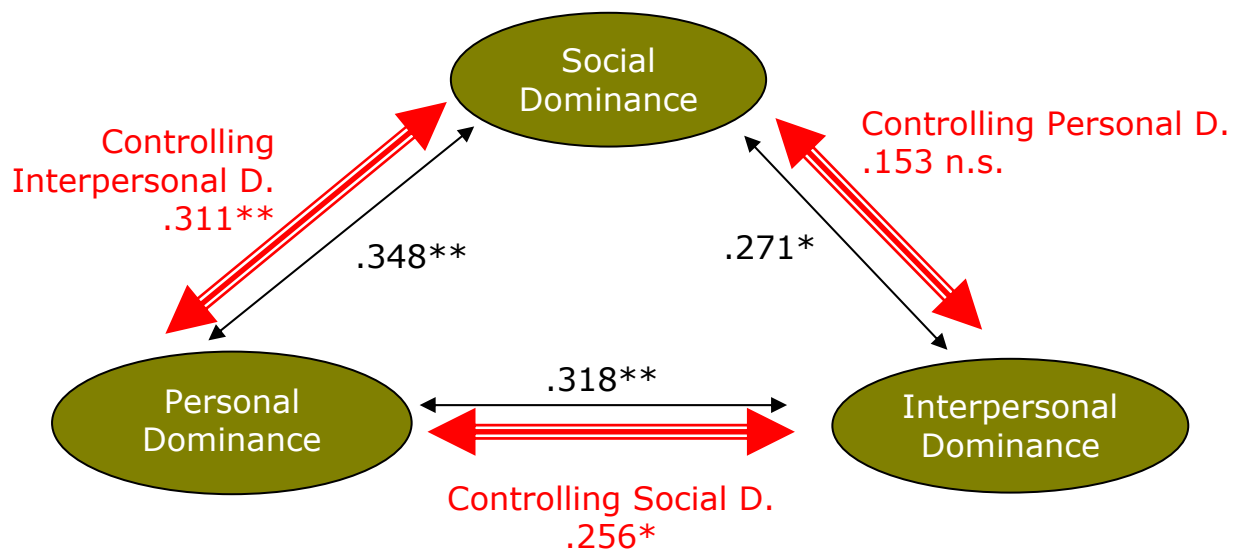 Social
Dominance
Controlling
Interpersonal D.
.311**
Controlling Personal D.
.153 n.s.
.348**
.271*
Personal
Dominance
.318**
Interpersonal
Dominance
Controlling Social D.
.256*